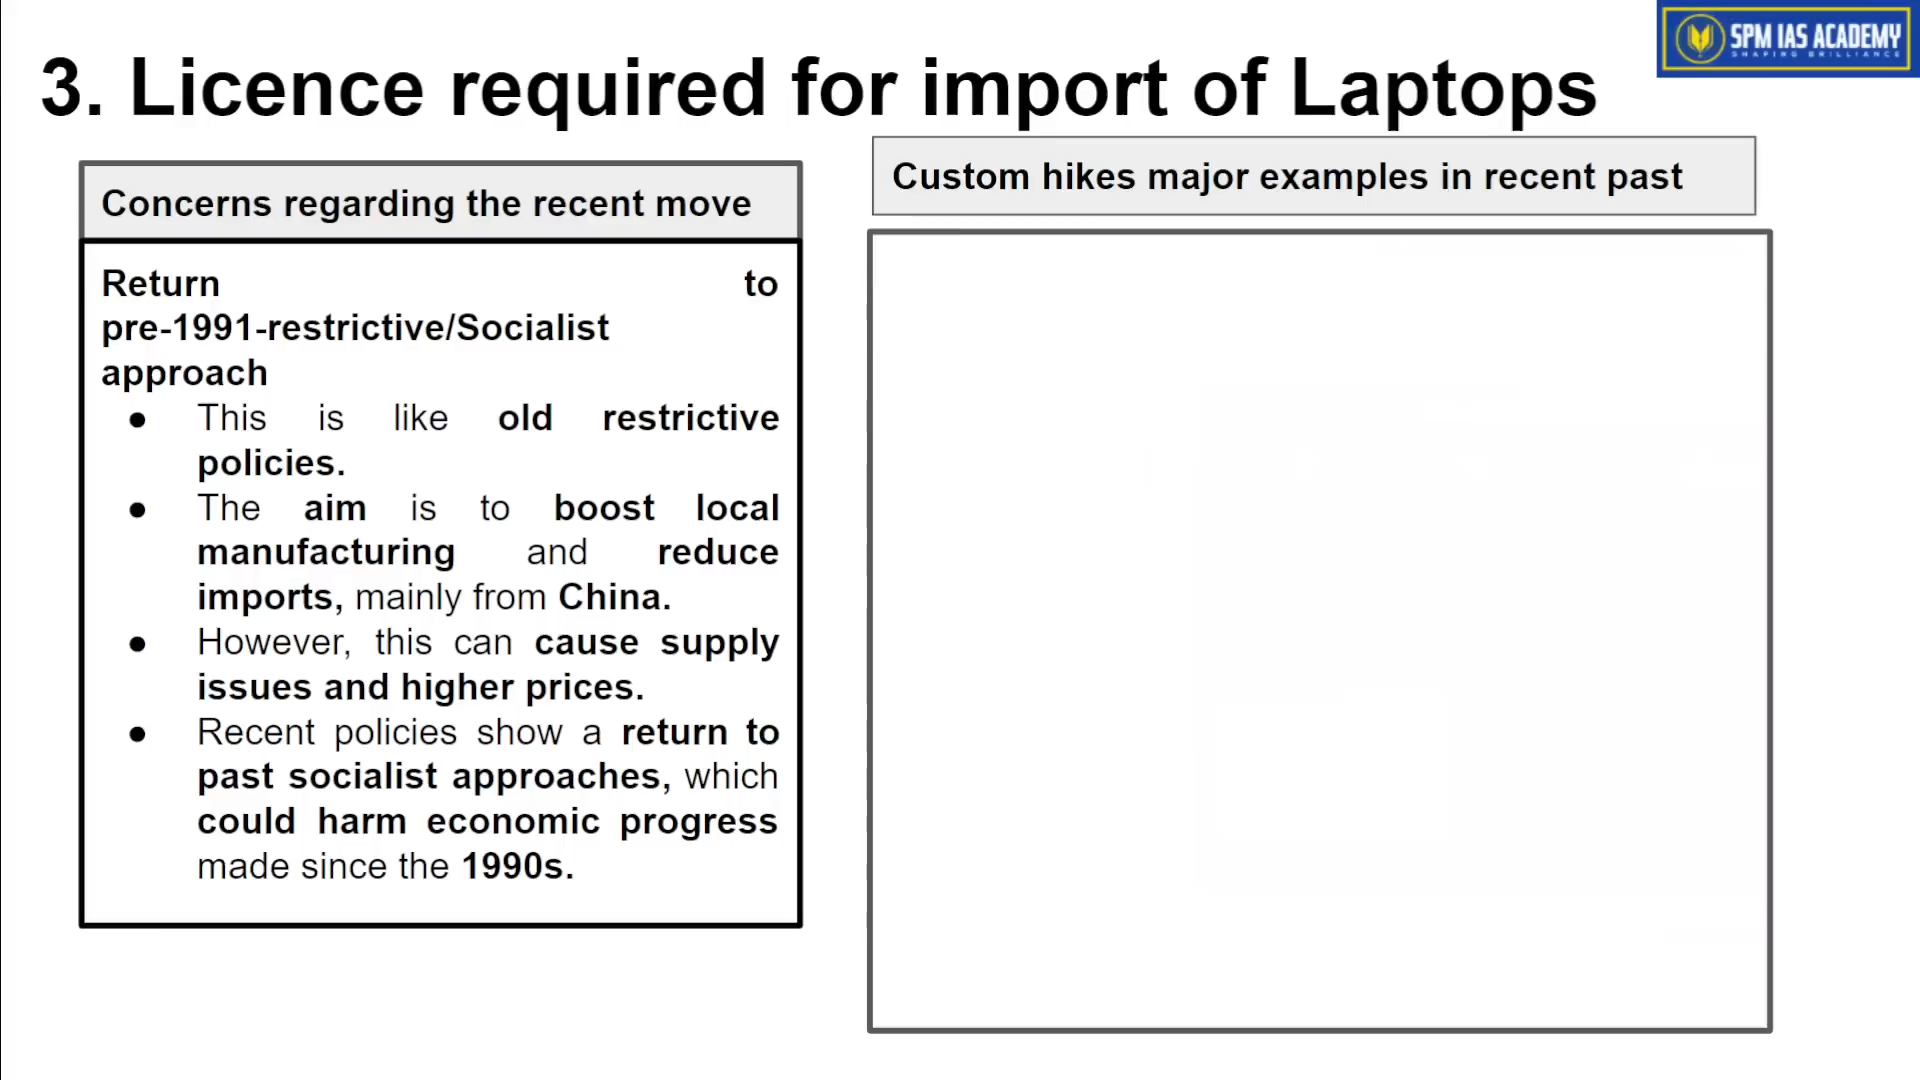 SPM IAS ACADEMY
SHAPING BRILLIANCE
3. Licence required for import of Laptops
Concerns regarding the recent move
Return to
pre-1991-restrictive/Socialist
approach
● This is like old restrictive
policies.
● The aim is to boost local
manufacturing and reduce
imports, mainly from China.
● However, this can cause supply
issues and higher prices.
● Recent policies show a return to
past socialist approaches, which
could harm economic progress
made since the 1990s.
Custom hikes major examples in recent past